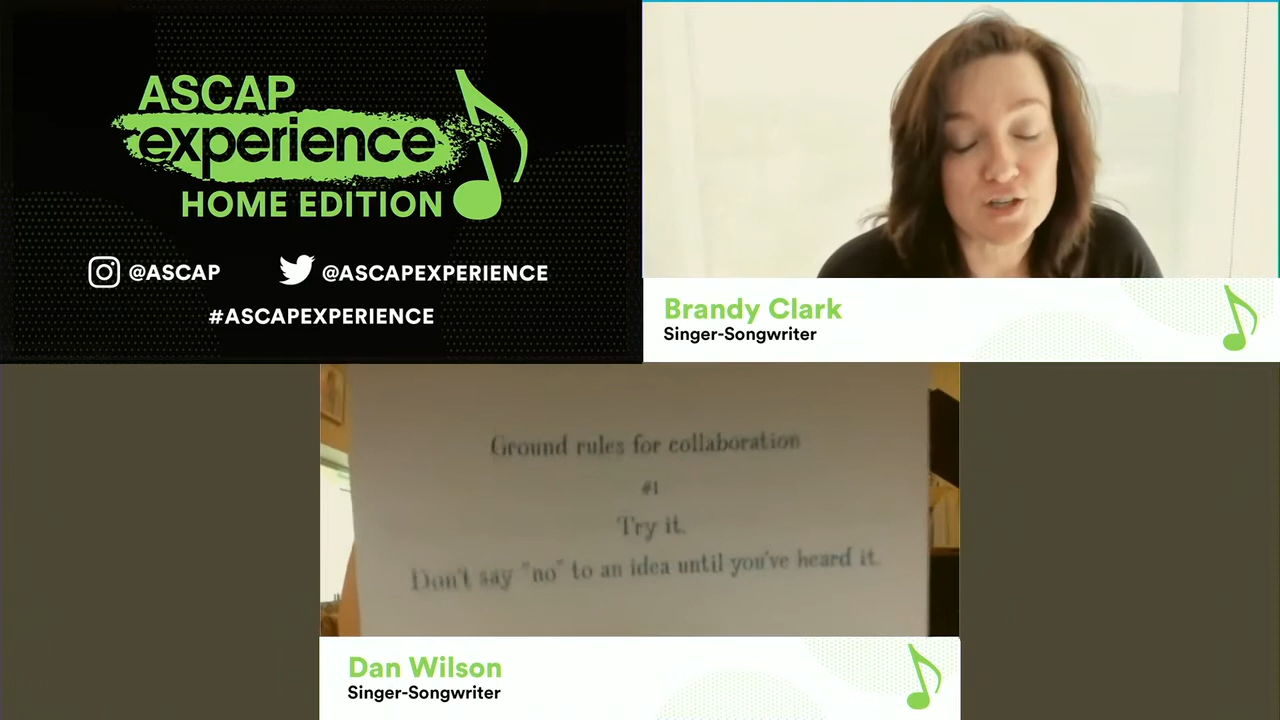 ASCAP
experience
HOME EDITION
@ASCAP
@ASCAPEXPERIENCE
#ASCAPEXPERIENCE
Brandy Clark
Singer-Songwriter
Ground rules for collaboration
#1
Try it.
Don't say "no" to an idea until you've heard it.
Dan Wilson
Singer-Songwriter